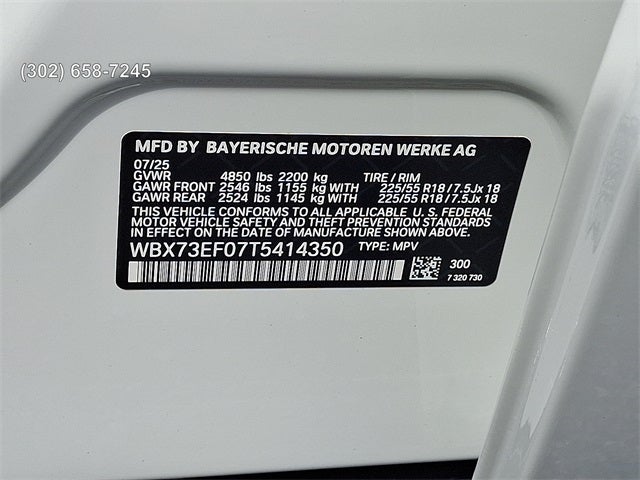 (302) 658-7245
MFD BY BAYERISCHE MOTOREN WERKE AG
07/25
GVWR 4850 lbs 2200 kg TIRE / RIM
GAWR FRONT 2546 lbs 1155 kg WITH 225/55 R18 / 7.5Jx 18
GAWR REAR 2524 lbs 1145 kg WITH 225/55 R18 / 7.5Jx 18
THIS VEHICLE CONFORMS TO ALL APPLICABLE U. S. FEDERAL
MOTOR VEHICLE SAFETY AND THEFT PREVENTION STANDARDS
IN EFFECT ON THE DATE OF MANUFACTURE SHOWN ABOVE.
WBX73EF07T5414350 TYPE: MPV
300
7 320 730